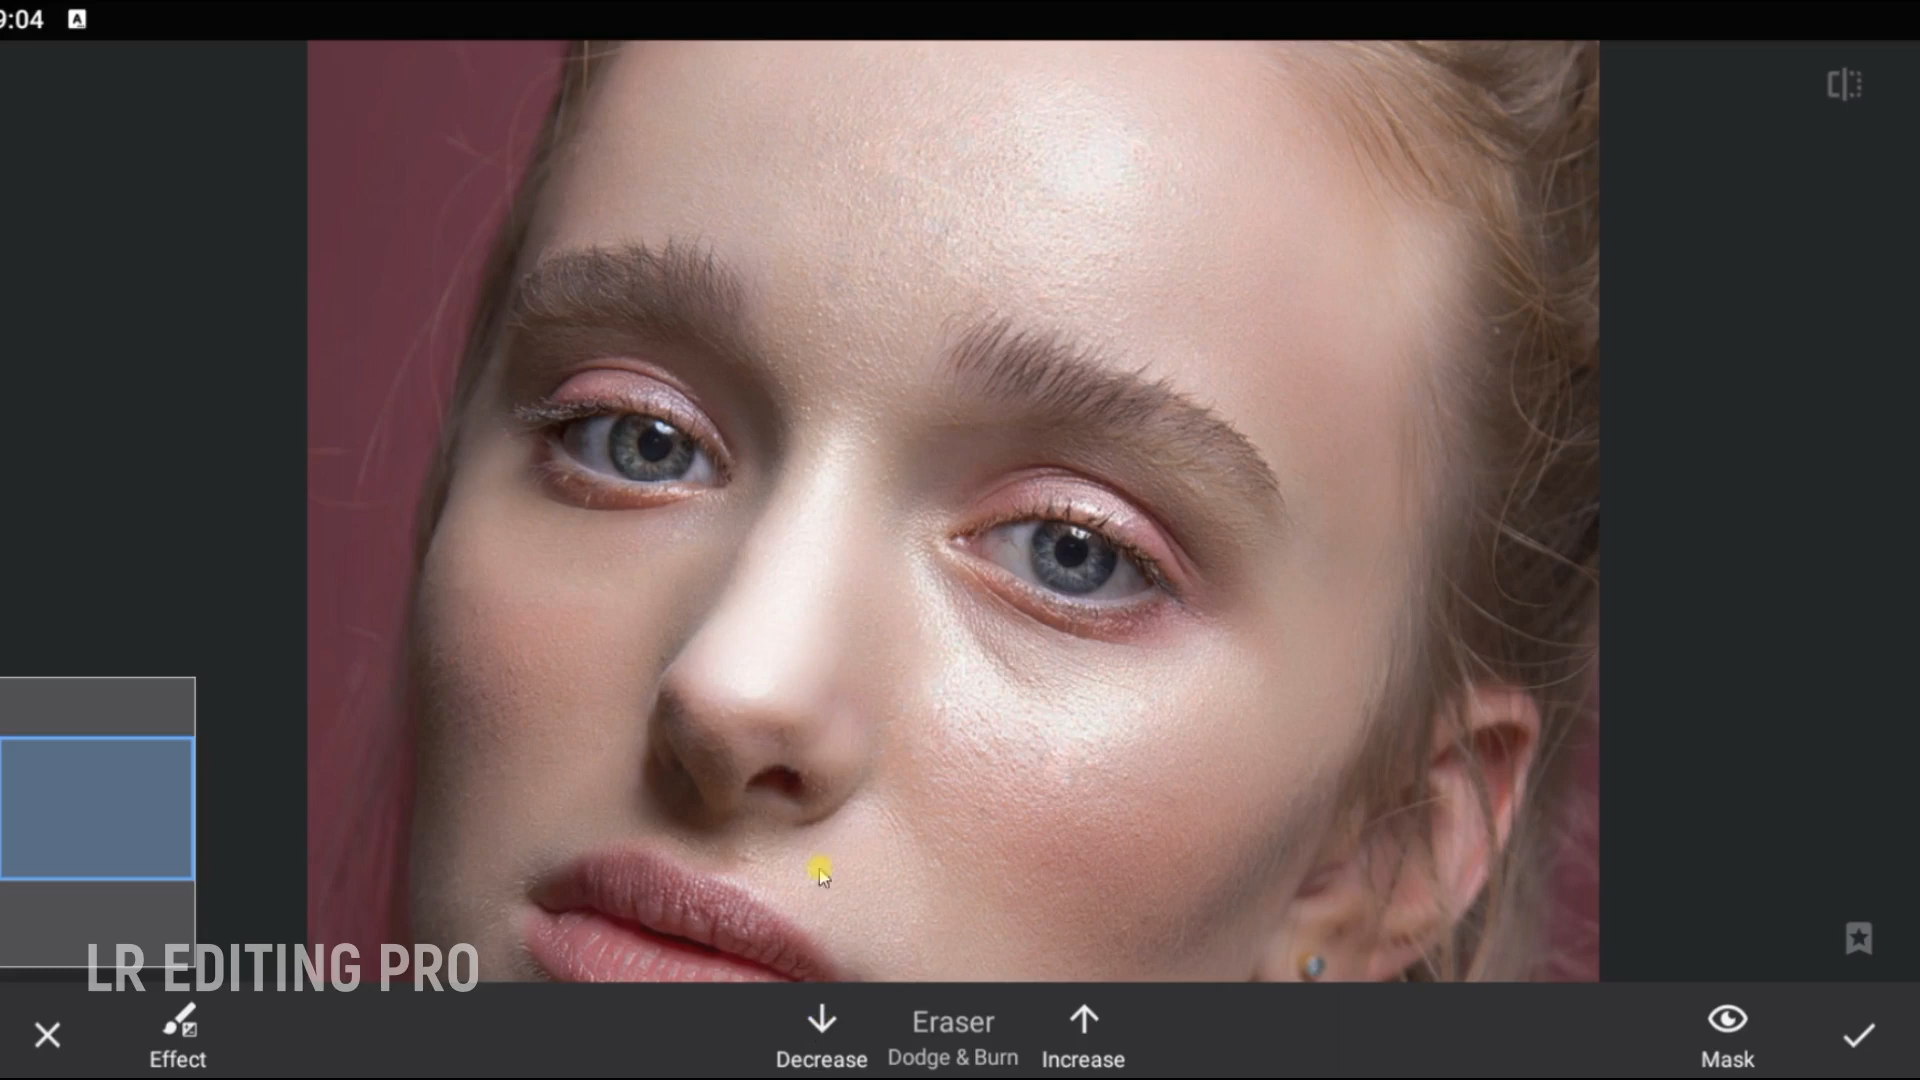 9:04
A
LR EDITING PRO
Effect
Decrease
Eraser
Dodge & Burn
Increase
Mask